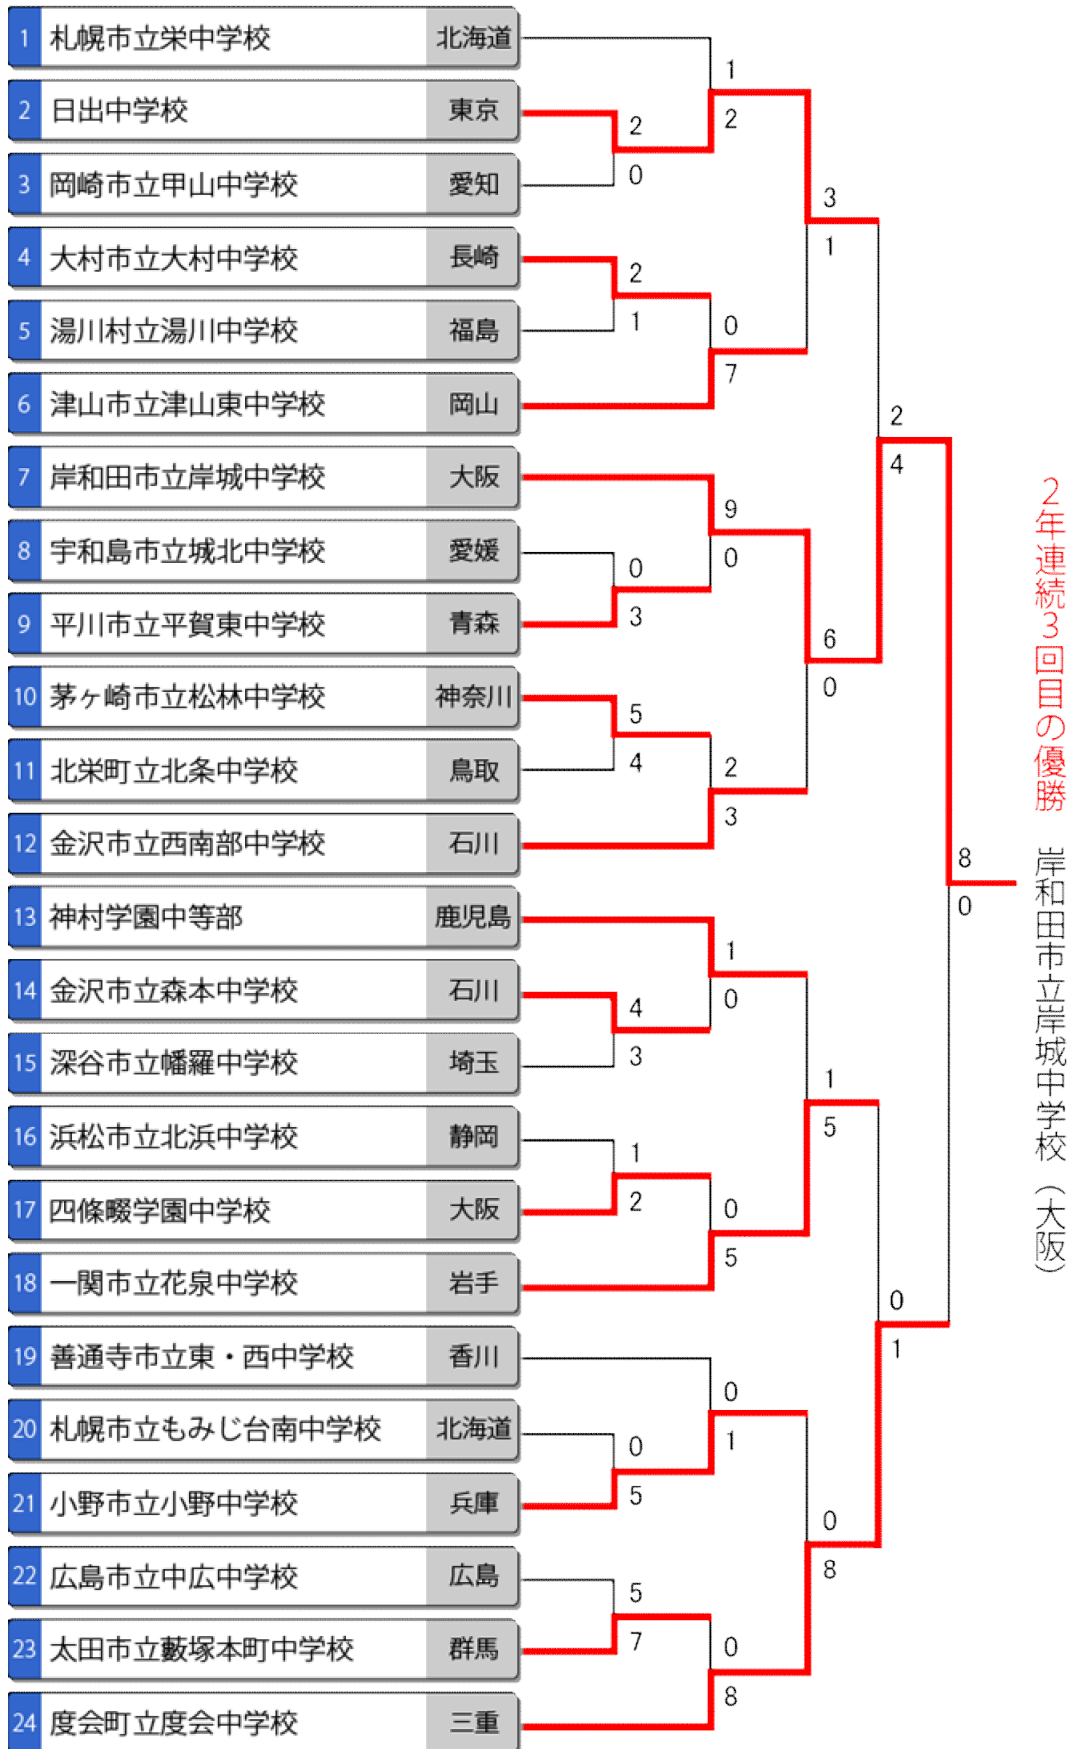 1 札幌市立栄中学校 北海道
2 日出中学校 東京
3 岡崎市立甲山中学校 愛知
4 大村市立大村中学校 長崎
5 湯川村立湯川中学校 福島
6 津山市立津山東中学校 岡山
7 岸和田市立岸城中学校 大阪
8 宇和島市立城北中学校 愛媛
9 平川市立平賀東中学校 青森
10 茅ヶ崎市立松林中学校 神奈川
11 北栄町立北条中学校 鳥取
12 金沢市立西南部中学校 石川
13 神村学園中等部 鹿児島
14 金沢市立森本中学校 石川
15 深谷市立幡羅中学校 埼玉
16 浜松市立北浜中学校 静岡
17 四條畷学園中学校 大阪
18 一関市立花泉中学校 岩手
19 善通寺市立東・西中学校 香川
20 札幌市立もみじ台南中学校 北海道
21 小野市立小野中学校 兵庫
22 広島市立中広中学校 広島
23 太田市立藪塚本町中学校 群馬
24 度会町立度会中学校 三重
2
0
2
1
0
3
5
4
4
3
1
2
0
5
5
7
1
2
0
7
9
0
2
3
1
0
0
5
0
1
0
8
3
1
6
0
1
5
0
8
2
4
0
1
8
0
2年連続3回目の優勝 岸和田市立岸城中学校(大阪)